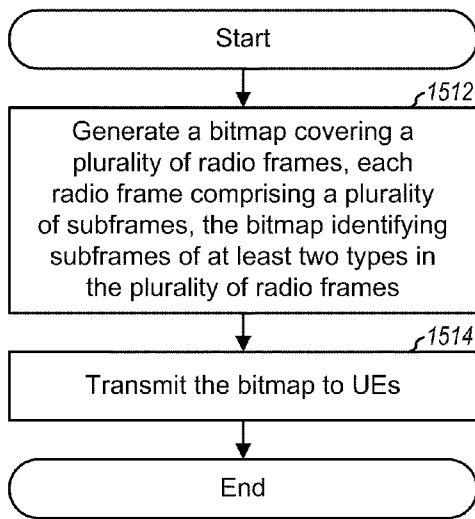 Start
1512
Generate a bitmap covering a
plurality of radio frames, each
radio frame comprising a plurality
of subframes, the bitmap identifying
subframes of at least two types in
the plurality of radio frames
1514
Transmit the bitmap to UEs
End